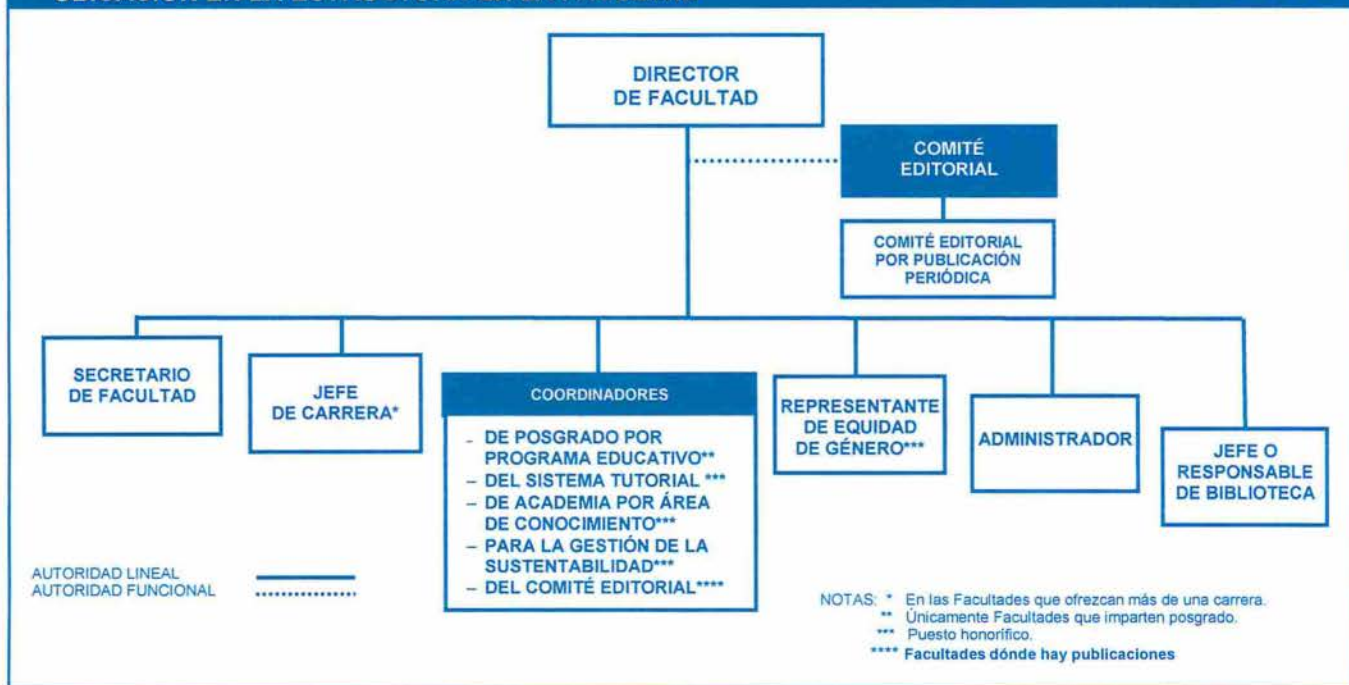 DIRECTOR
DE FACULTAD
COMITÉ
EDITORIAL
COMITÉ EDITORIAL
POR PUBLICACIÓN
PERIÓDICA
SECRETARIO
DE FACULTAD
JEFE
DE CARRERA*
COORDINADORES
- DE POSGRADO POR
PROGRAMA EDUCATIVO**
– DEL SISTEMA TUTORIAL ***
– DE ACADEMIA POR ÁREA
DE CONOCIMIENTO***
– PARA LA GESTIÓN DE LA
SUSTENTABILIDAD***
– DEL COMITÉ EDITORIAL****
REPRESENTANTE
DE EQUIDAD
DE GÉNERO***
ADMINISTRADOR
JEFE O
RESPONSABLE
DE BIBLIOTECA
AUTORIDAD LINEAL
AUTORIDAD FUNCIONAL
NOTAS: * En las Facultades que ofrezcan más de una carrera.
** Únicamente Facultades que imparten posgrado.
*** Puesto honorífico.
**** Facultades dónde hay publicaciones